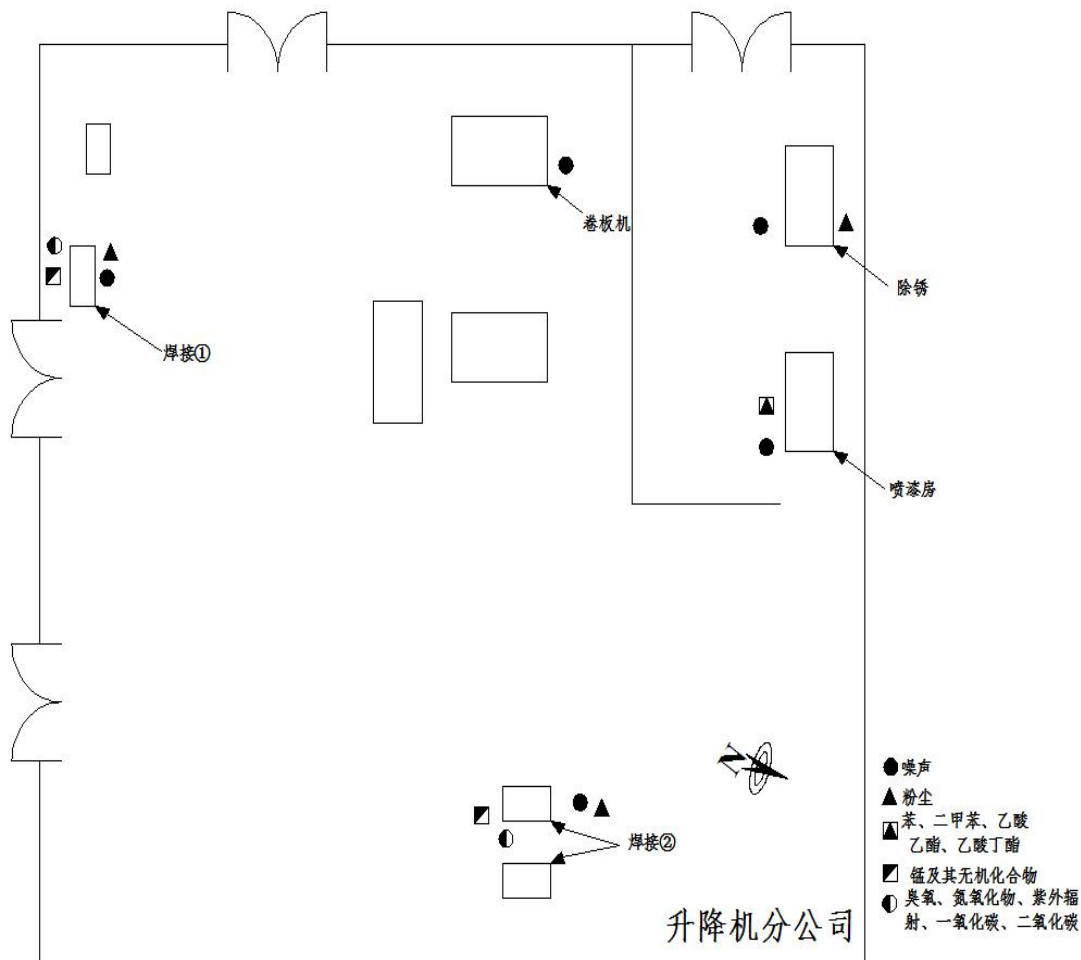 卷板机
除锈
焊接①
喷漆房
N
噪声
粉尘
苯、二甲苯、乙酸
乙酯、乙酸丁酯
焊接②
锰及其无机化合物
臭氧、氮氧化物、紫外辐
射、一氧化碳、二氧化碳
升降机分公司